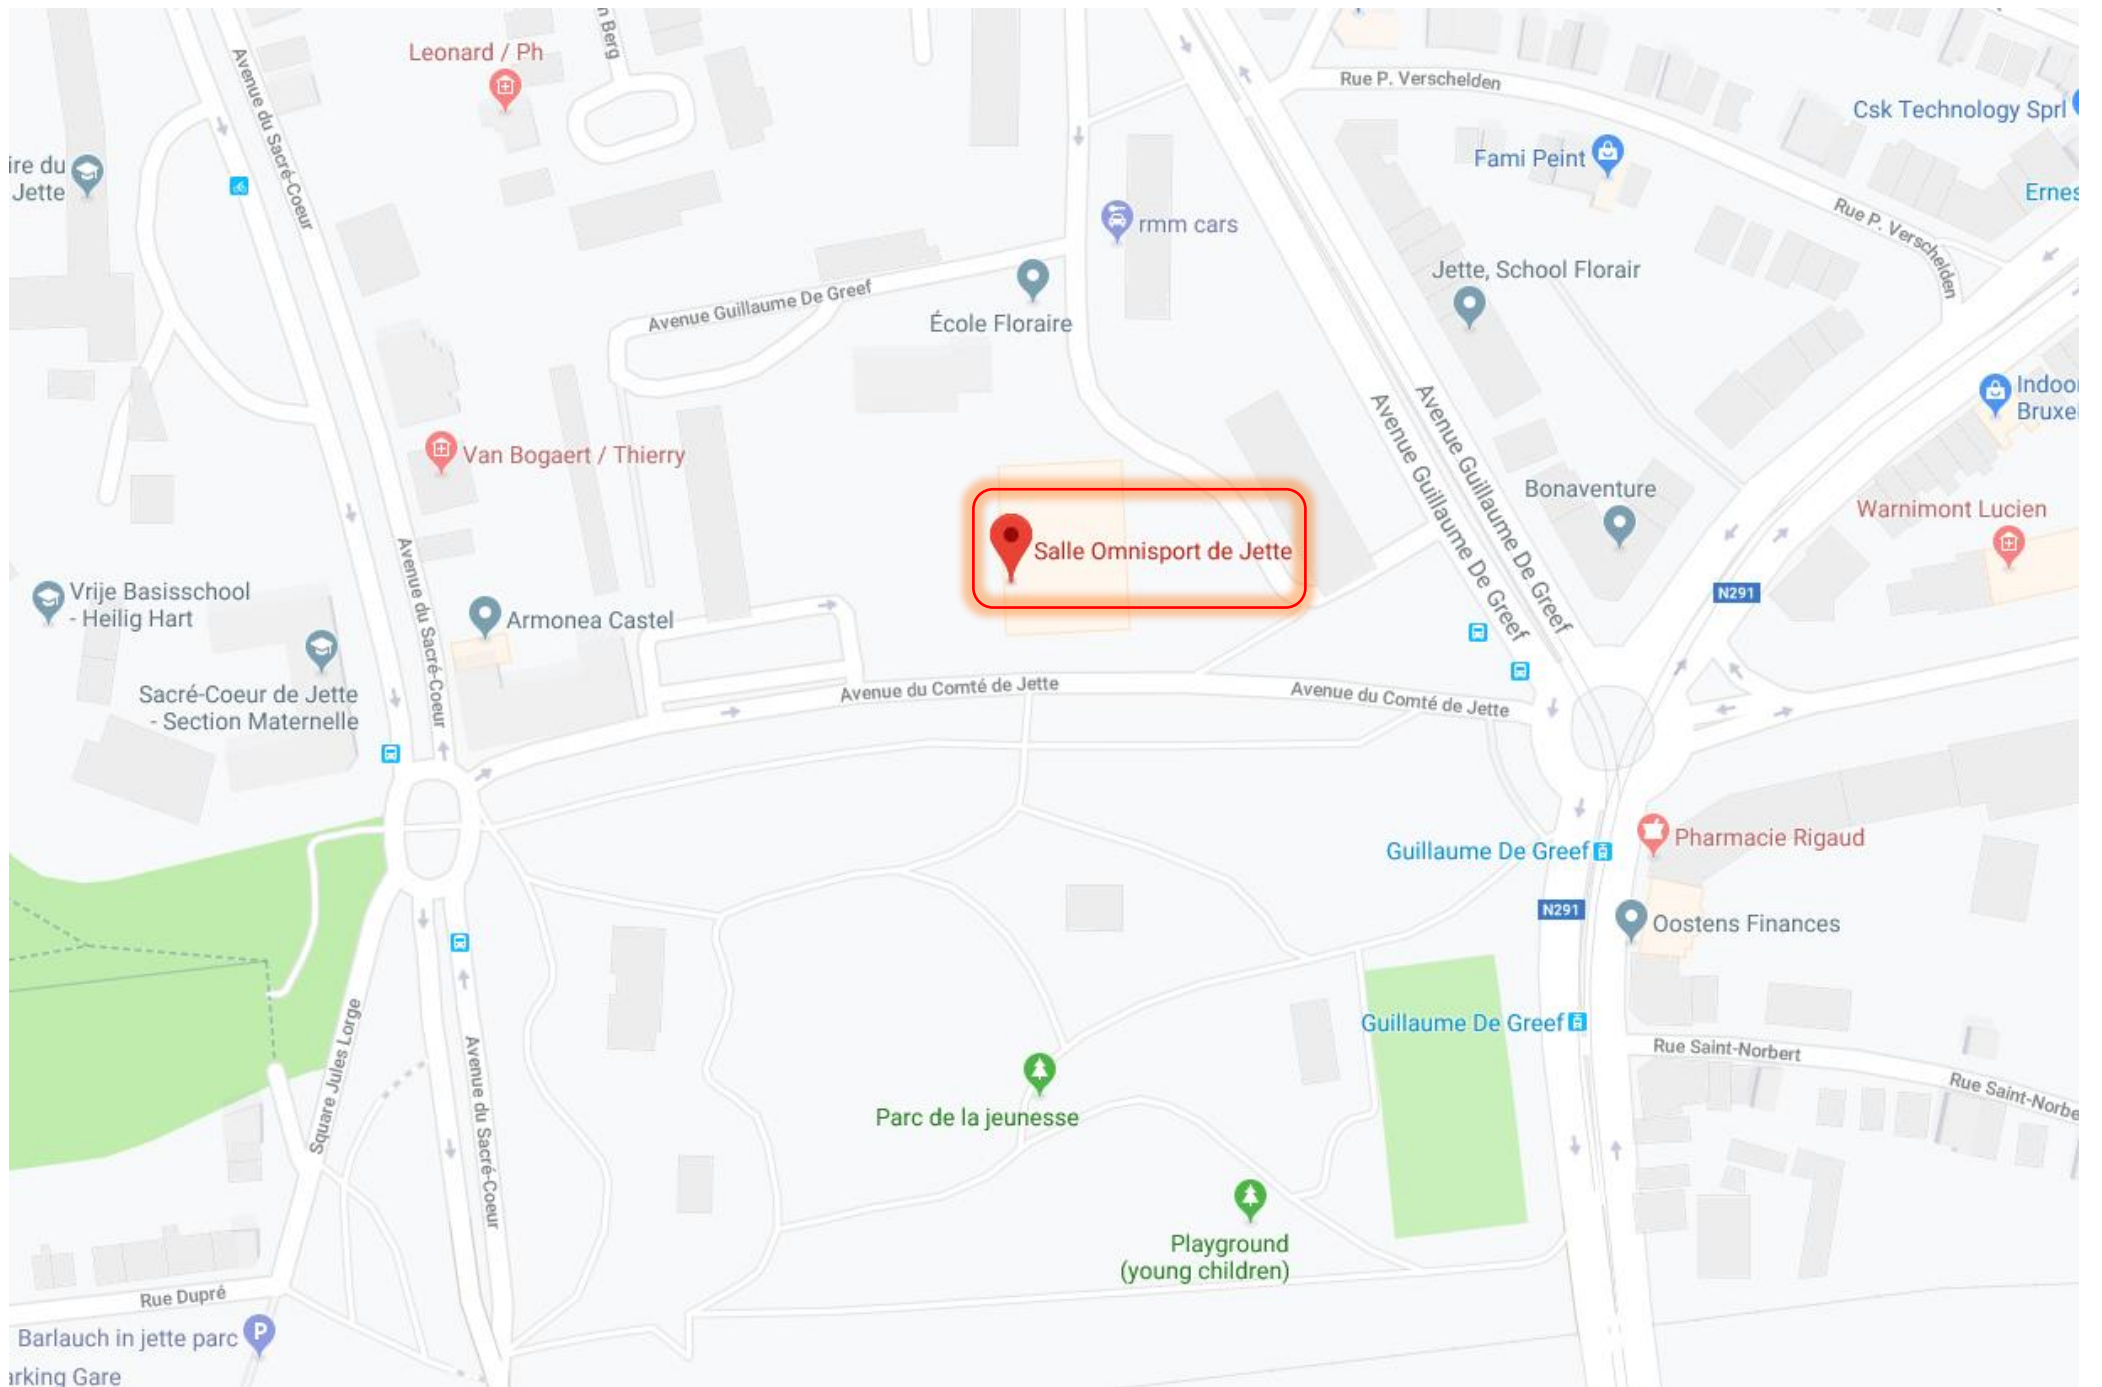 Leonard / Ph
n Berg
Avenue du Sacré-Coeur
Rue P. Verschelden
Csk Technology Sprl
Fami Peint
ire du
Jette
Ernes
Rue P. Verschelden
rmm cars
Jette, School Florair
Avenue Guillaume De Greef
École Floraire
Indoo
Bruxel
Avenue Guillaume De Greef
Avenue Guillaume De Greef
Van Bogaert / Thierry
Bonaventure
Warnimont Lucien
Salle Omnisport de Jette
Avenue du Sacré-Coeur
Vrije Basisschool
- Heilig Hart
N291
Armonea Castel
Sacré-Coeur de Jette
- Section Maternelle
Avenue du Comté de Jette
Avenue du Comté de Jette
Guillaume De Greef
Pharmacie Rigaud
N291
Oostens Finances
Guillaume De Greef
Rue Saint-Norbert
Rue Saint-Norbe
Square Jules Lorge
Avenue du Sacré-Coeur
Parc de la jeunesse
Playground
(young children)
Rue Dupré
Barlauch in jette parc
P
arking Gare